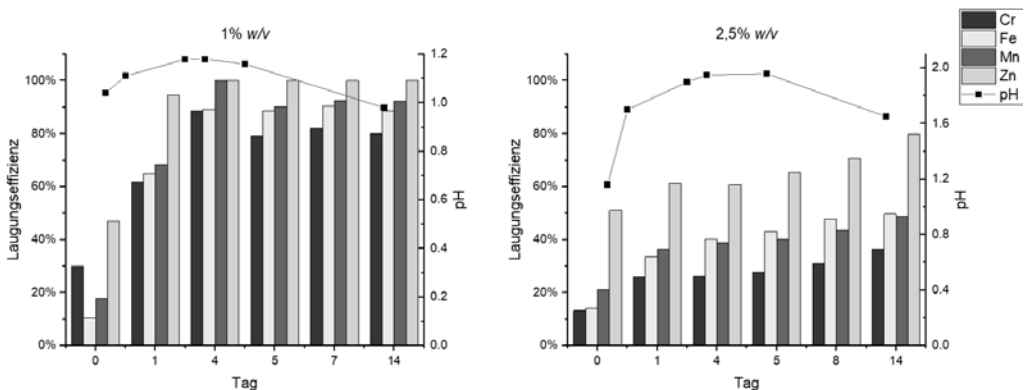 1% w/v
100%
80%
60%
40%
20%
0%
Laugungseffizienz
1.2
1.0
0.8
0.6
0.4
0.2
0.0
pH
0 1 4 5 7 14
Tag
2,5% w/v
100%
80%
60%
40%
20%
0%
Laugungseffizienz
2.0
1.6
1.2
0.8
0.4
0.0
pH
0 1 4 5 8 14
Tag
Cr
Fe
Mn
Zn
pH